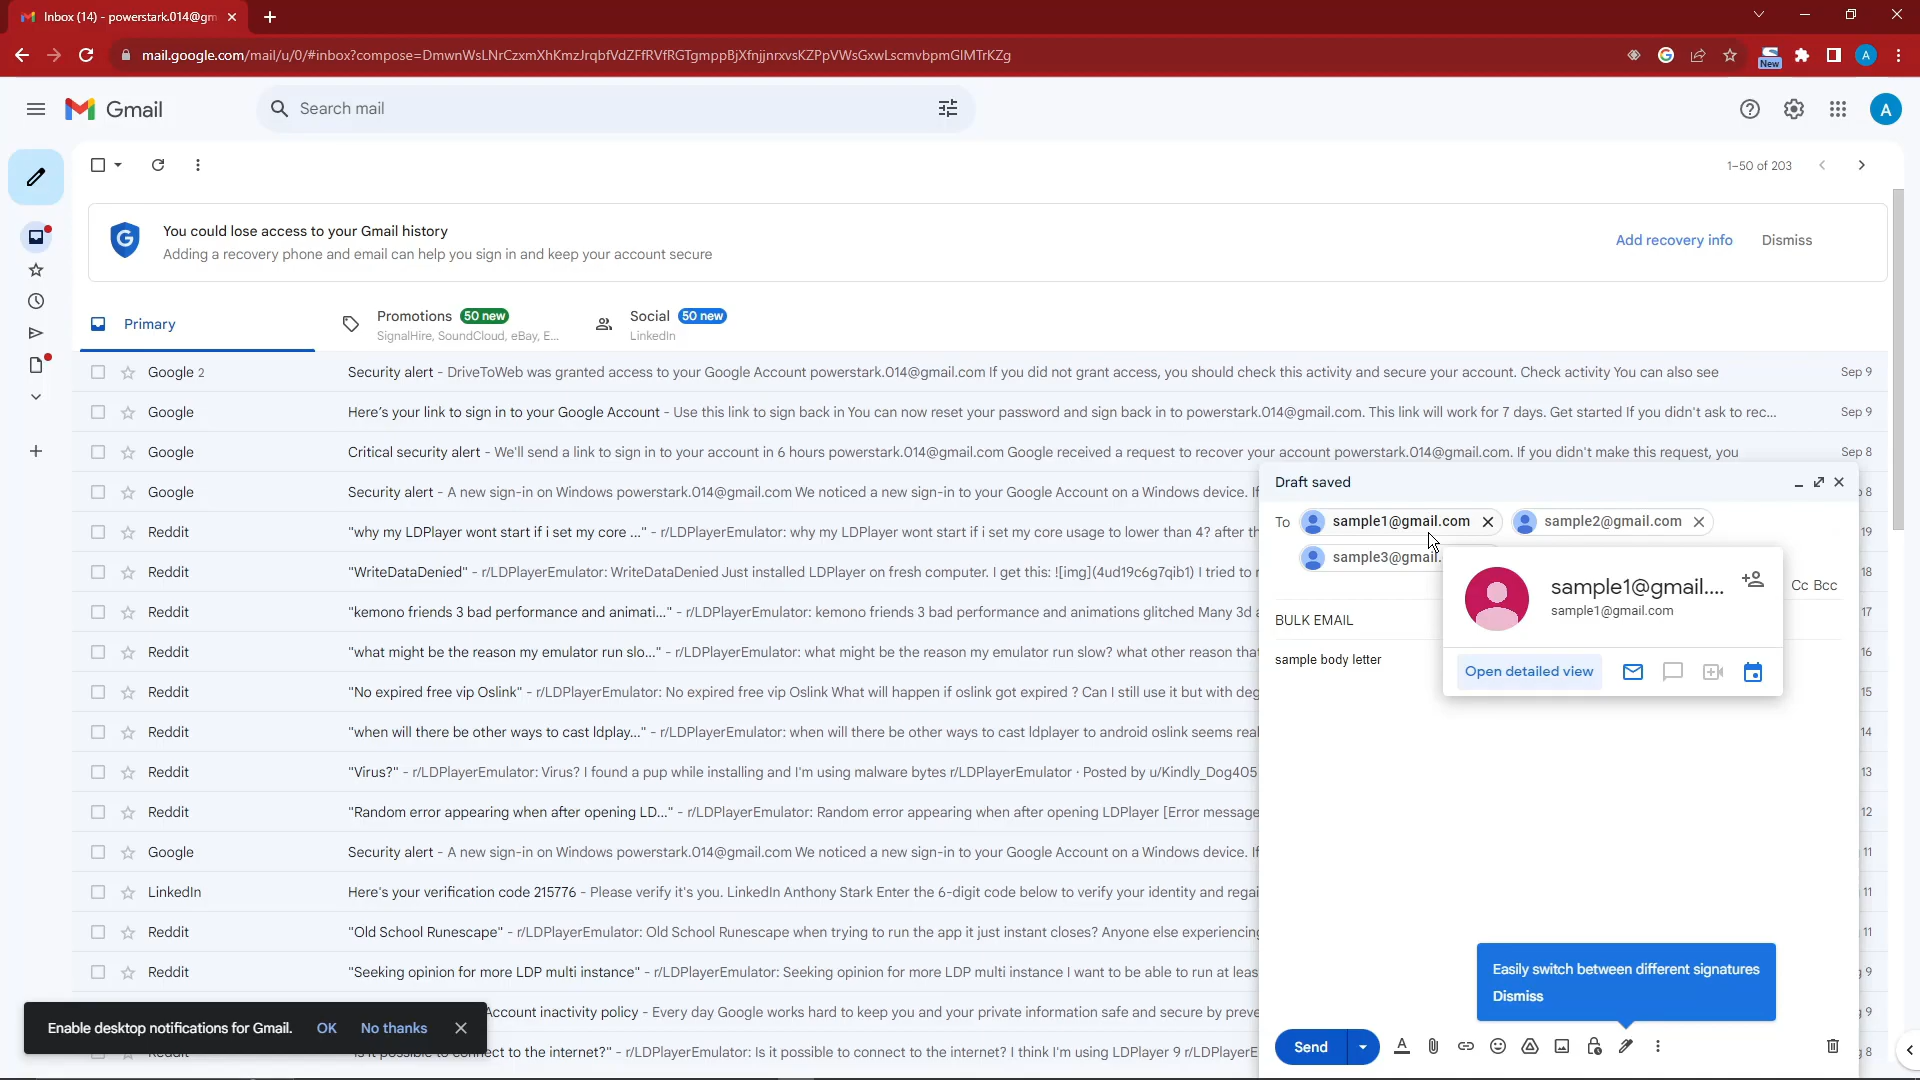 Inbox (14) - powerstark.014@gm
mail.google.com/mail/u/0/#inbox?compose=DmwnWsLNrCzxmXhKmzJrqbfVdZFfRVfRGTgmppBjXfnjjnrxvsKZPpVWsGxwLscmvbpmGlMTrKZg
New
A
Gmail
Search mail
A
1–50 of 203
You could lose access to your Gmail history
Adding a recovery phone and email can help you sign in and keep your account secure
Add recovery info
Dismiss
Primary
Promotions 50 new
SignalHire, SoundCloud, eBay, E...
Social 50 new
LinkedIn
Google 2 Security alert - DriveToWeb was granted access to your Google Account powerstark.014@gmail.com If you did not grant access, you should check this activity and secure your account. Check activity You can also see Sep 9
Google Here's your link to sign in to your Google Account - Use this link to sign back in You can now reset your password and sign back in to powerstark.014@gmail.com. This link will work for 7 days. Get started If you didn't ask to rec... Sep 9
Google Critical security alert - We'll send a link to sign in to your account in 6 hours powerstark.014@gmail.com Google received a request to recover your account powerstark.014@gmail.com. If you didn't make this request, you Sep 8
Google Security alert - A new sign-in on Windows powerstark.014@gmail.com We noticed a new sign-in to your Google Account on a Windows device. If
Reddit "why my LDPlayer wont start if i set my core ..." - r/LDPlayerEmulator: why my LDPlayer wont start if i set my core usage to lower than 4? after th 19
Reddit "WriteDataDenied" - r/LDPlayerEmulator: WriteDataDenied Just installed LDPlayer on fresh computer. I get this: ![img](4ud19c6g7qib1) I tried to 18
Reddit "kemono friends 3 bad performance and animati..." - r/LDPlayerEmulator: kemono friends 3 bad performance and animations glitched Many 3d 17
Reddit "what might be the reason my emulator run slo..." - r/LDPlayerEmulator: what might be the reason my emulator run slow? what other reason tha 16
Reddit "No expired free vip Oslink" - r/LDPlayerEmulator: No expired free vip Oslink What will happen if oslink got expired ? Can I still use it but with deg 15
Reddit "when will there be other ways to cast ldplay..." - r/LDPlayerEmulator: when will there be other ways to cast ldplayer to android oslink seems real 14
Reddit "Virus?" - r/LDPlayerEmulator: Virus? I found a pup while installing and I'm using malware bytes r/LDPlayerEmulator · Posted by u/Kindly_Dog405 13
Reddit "Random error appearing when after opening LD..." - r/LDPlayerEmulator: Random error appearing when after opening LDPlayer [Error message 12
Google Security alert - A new sign-in on Windows powerstark.014@gmail.com We noticed a new sign-in to your Google Account on a Windows device. If 11
LinkedIn Here's your verification code 215776 - Please verify it's you. LinkedIn Anthony Stark Enter the 6-digit code below to verify your identity and regai 11
Reddit "Old School Runescape" - r/LDPlayerEmulator: Old School Runescape when trying to run the app it just instant closes? Anyone else experiencing 11
Reddit "Seeking opinion for more LDP multi instance" - r/LDPlayerEmulator: Seeking opinion for more LDP multi instance I want to be able to run at leas 9
Account inactivity policy - Every day Google works hard to keep you and your private information safe and secure by preve 9
ect to the internet?" - r/LDPlayerEmulator: Is it possible to connect to the internet? I think I'm using LDPlayer 9 r/LDPlayerE 8
Enable desktop notifications for Gmail. OK No thanks
Draft saved
To sample1@gmail.com sample2@gmail.com
sample3@gmail.
Cc Bcc
BULK EMAIL
sample body letter
sample1@gmail....
sample1@gmail.com
Open detailed view
Easily switch between different signatures
Dismiss
Send